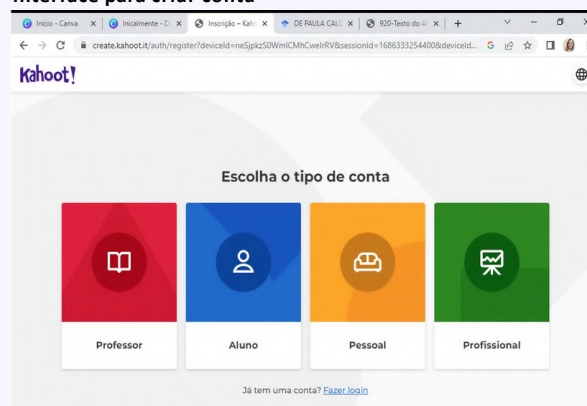 Interface para criar conta
Início - Canva
Inicialmente - D
Inscrição – Kah
DE PAULA CAL
920-Texto do A
create.kahoot.it/auth/register?deviceId=neSjpkzS0WmICMhCwelrRV&sessionId=1686333254400&deviceId...
Kahoot!
Escolha o tipo de conta
Professor
Aluno
Pessoal
Profissional
Já tem uma conta? Fazer login